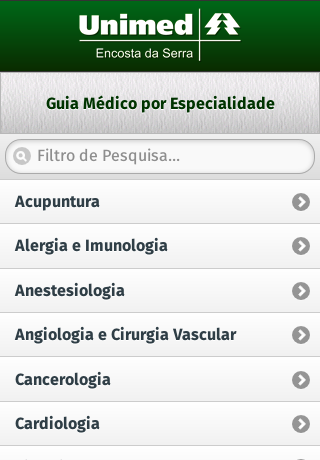 Unimed
Encosta da Serra
Guia Médico por Especialidade
Filtro de Pesquisa...
Acupuntura
Alergia e Imunologia
Anestesiologia
Angiologia e Cirurgia Vascular
Cancerologia
Cardiologia